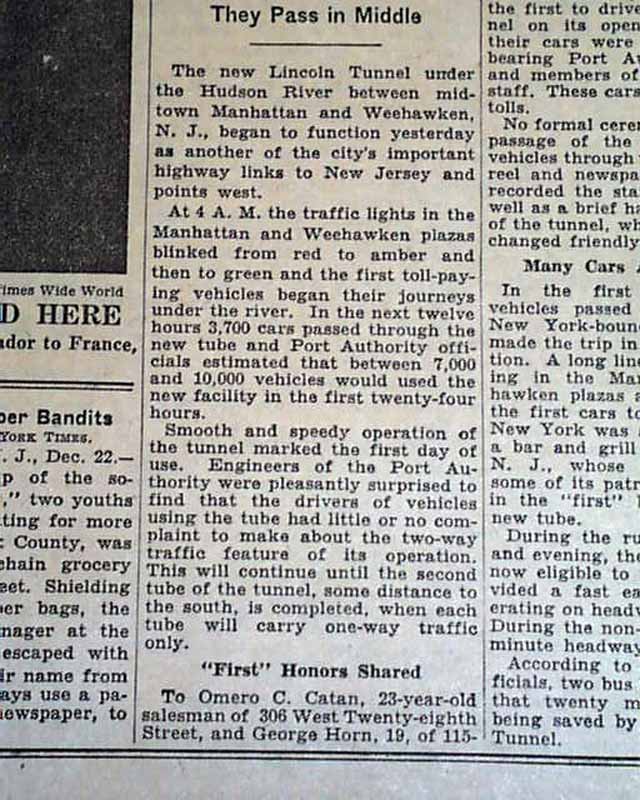 imes Wide World
D HERE
ador to France,
per Bandits
YORK TIMES.
. J., Dec. 22.—
p of the so-
," two youths
tting for more
County, was
chain grocery
eet. Shielding
er bags, the
nager at the
escaped with
ir name from
ays use a pa-
newspaper, to
They Pass in Middle
The new Lincoln Tunnel under
the Hudson River between mid-
town Manhattan and Weehawken,
N. J., began to function yesterday
as another of the city's important
highway links to New Jersey and
points west.
At 4 A. M. the traffic lights in the
Manhattan and Weehawken plazas
blinked from red to amber and
then to green and the first toll-pay-
ing vehicles began their journeys
under the river. In the next twelve
hours 3,700 cars passed through the
new tube and Port Authority offi-
cials estimated that between 7,000
and 10,000 vehicles would used the
new facility in the first twenty-four
hours.
Smooth and speedy operation of
the tunnel marked the first day of
use. Engineers of the Port Au-
thority were pleasantly surprised to
find that the drivers of vehicles
using the tube had little or no com-
plaint to make about the two-way
traffic feature of its operation.
This will continue until the second
tube of the tunnel, some distance to
the south, is completed, when each
tube will carry one-way traffic
only.
"First" Honors Shared
To Omero C. Catan, 23-year-old
salesman of 306 West Twenty-eighth
Street, and George Horn, 19, of 115-
the first to drive
nel on its open
their cars were
bearing Port Au
and members of
staff. These cars
tolls.
No formal cerem
passage of the
vehicles through
reel and newspa
recorded the sta
well as a brief ha
of the tunnel, wh
changed friendly
Many Cars
In the first
vehicles passed
New York-boun
made the trip in
tion. A long line
ing in the Ma
hawken plazas a
the first cars to
New York was
a bar and grill
N. J., whose
some of its patr
in the "first"
new tube.
During the ru
and evening, the
now eligible to
vided a fast ea
erating on headw
During the non-
minute headway
According to
ficials, two bus
that twenty m
being saved by
Tunnel.